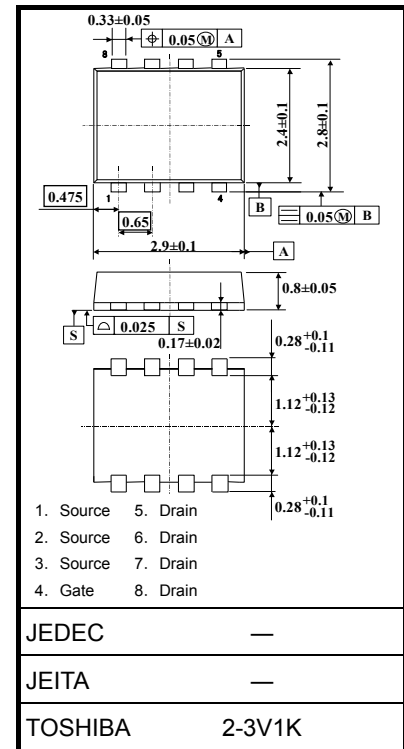 0.33±0.05
8
⌖ 0.05Ⓜ A
5
2.4±0.1
2.8±0.1
0.475
1
4
B
0.65
⌯ 0.05Ⓜ B
2.9±0.1
A
0.8±0.05
S
⌓ 0.025 S
0.17±0.02
0.28 +0.1 -0.11
1.12 +0.13 -0.12
1.12 +0.13 -0.12
0.28 +0.1 -0.11
1. Source 5. Drain
2. Source 6. Drain
3. Source 7. Drain
4. Gate 8. Drain
JEDEC —
JEITA —
TOSHIBA 2-3V1K